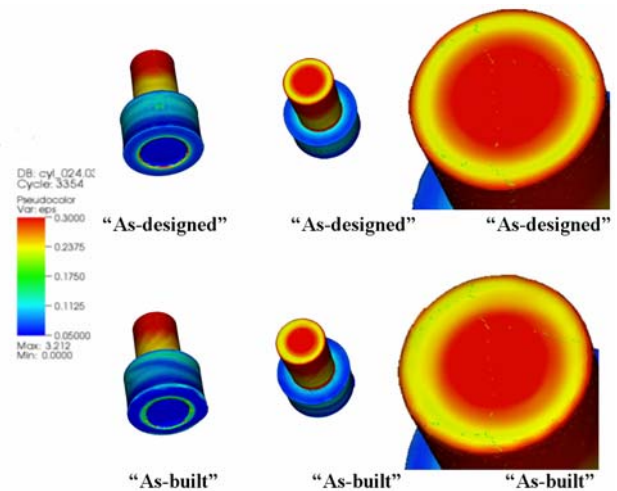 DB: cyl_024.03
Cycle: 3354
Pseudocolor
Var: eps
0.3000
0.2375
0.1750
0.1125
0.05000
Max: 3.212
Min: 0.0000
“As-designed” “As-designed” “As-designed”
“As-built” “As-built” “As-built”